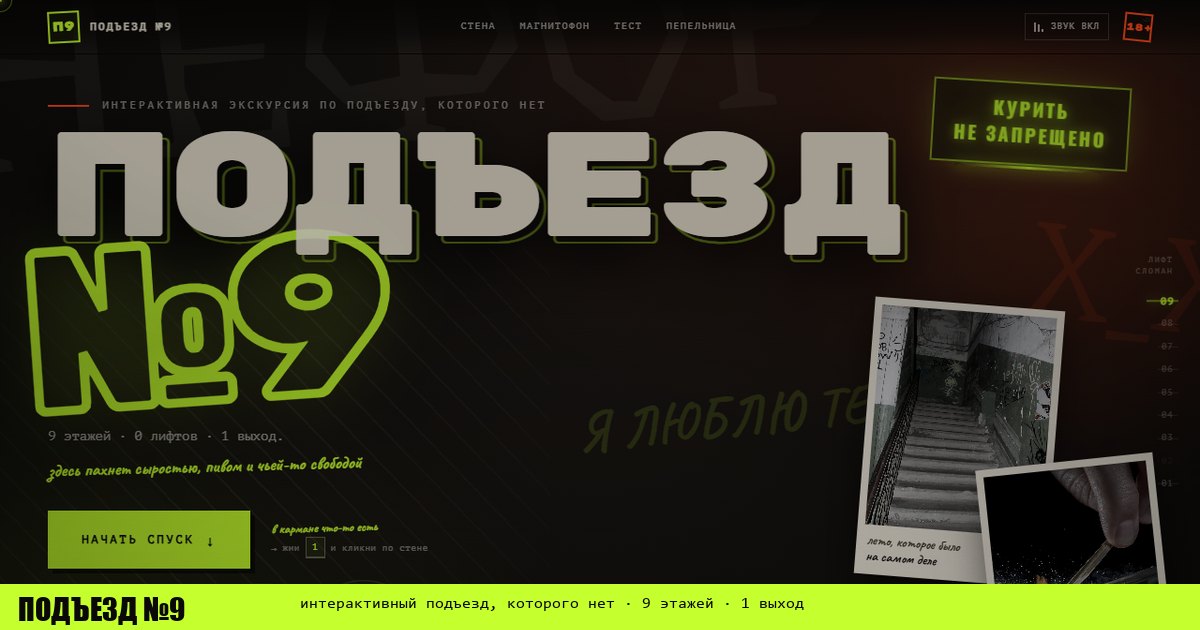 П9 ПОДЪЕЗД №9
СТЕНА МАГНИТОФОН ТЕСТ ПЕПЕЛЬНИЦА
ЗВУК ВКЛ
18+
ИНТЕРАКТИВНАЯ ЭКСКУРСИЯ ПО ПОДЪЕЗДУ, КОТОРОГО НЕТ
КУРИТЬ
НЕ ЗАПРЕЩЕНО
ПОДЪЕЗД
№9
ЛИФТ
СЛОМАН
09
08
07
06
05
04
03
01
Я ЛЮБЛЮ ТЕ
9 этажей · 0 лифтов · 1 выход.
здесь пахнет сыростью, пивом и чьей-то свободой
НАЧАТЬ СПУСК ↓
в кармане что-то есть
→ жми 1 и кликни по стене
лето, которое было
на самом деле
ПОДЪЕЗД №9
интерактивный подъезд, которого нет · 9 этажей · 1 выход